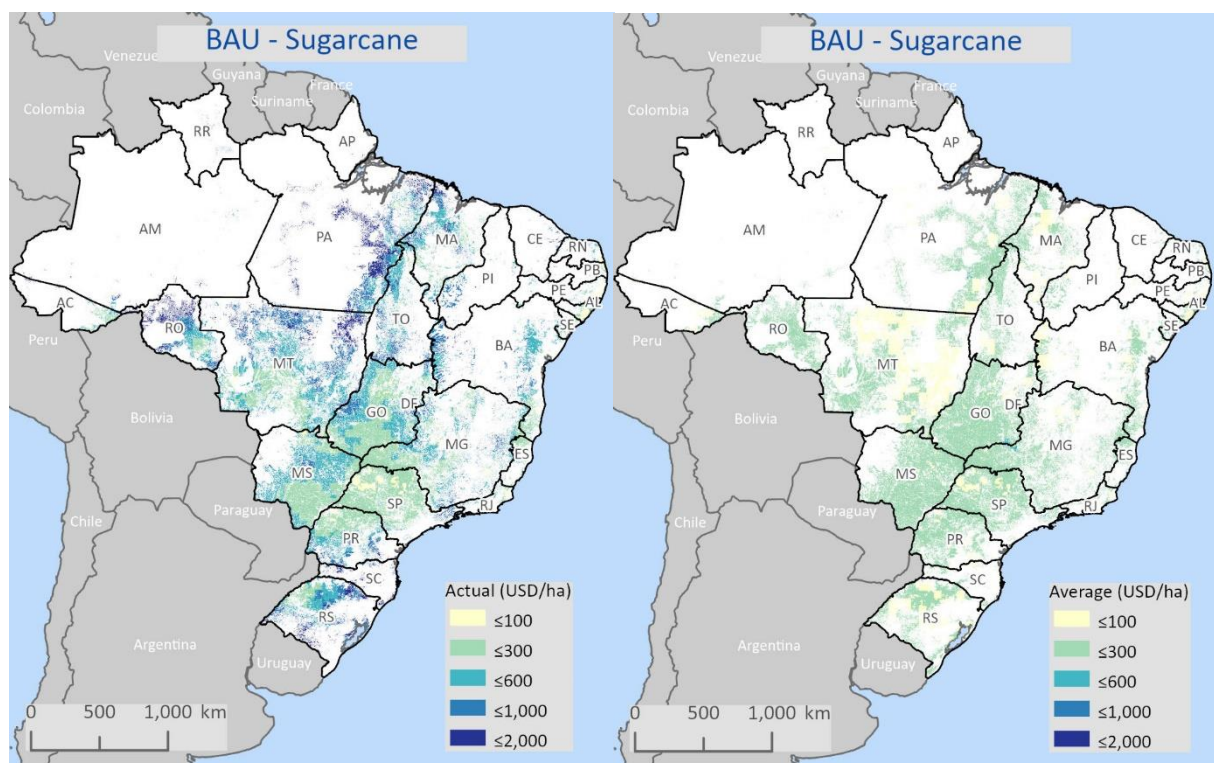 BAU - Sugarcane
Venezue
Guyana
France
Colombia
Suriname
RR
AP
AM
PA
MA
CE
RN
PB
PI
PE
AL
AC
SE
RO
TO
BA
Peru
MT
GO
DF
Bolivia
MG
ES
MS
SP
RJ
Paraguay
Chile
PR
SC
RS
Argentina
Uruguay
Actual (USD/ha)
≤100
≤300
≤600
≤1,000
≤2,000
0 500 1,000 km
BAU - Sugarcane
Venezue
Guyana
France
Colombia
Suriname
RR
AP
AM
PA
MA
CE
RN
PB
PI
PE
AL
AC
SE
RO
TO
BA
Peru
MT
GO
DF
Bolivia
MG
ES
MS
SP
RJ
Paraguay
Chile
PR
SC
RS
Argentina
Uruguay
Average (USD/ha)
≤100
≤300
≤600
≤1,000
≤2,000
0 500 1,000 km